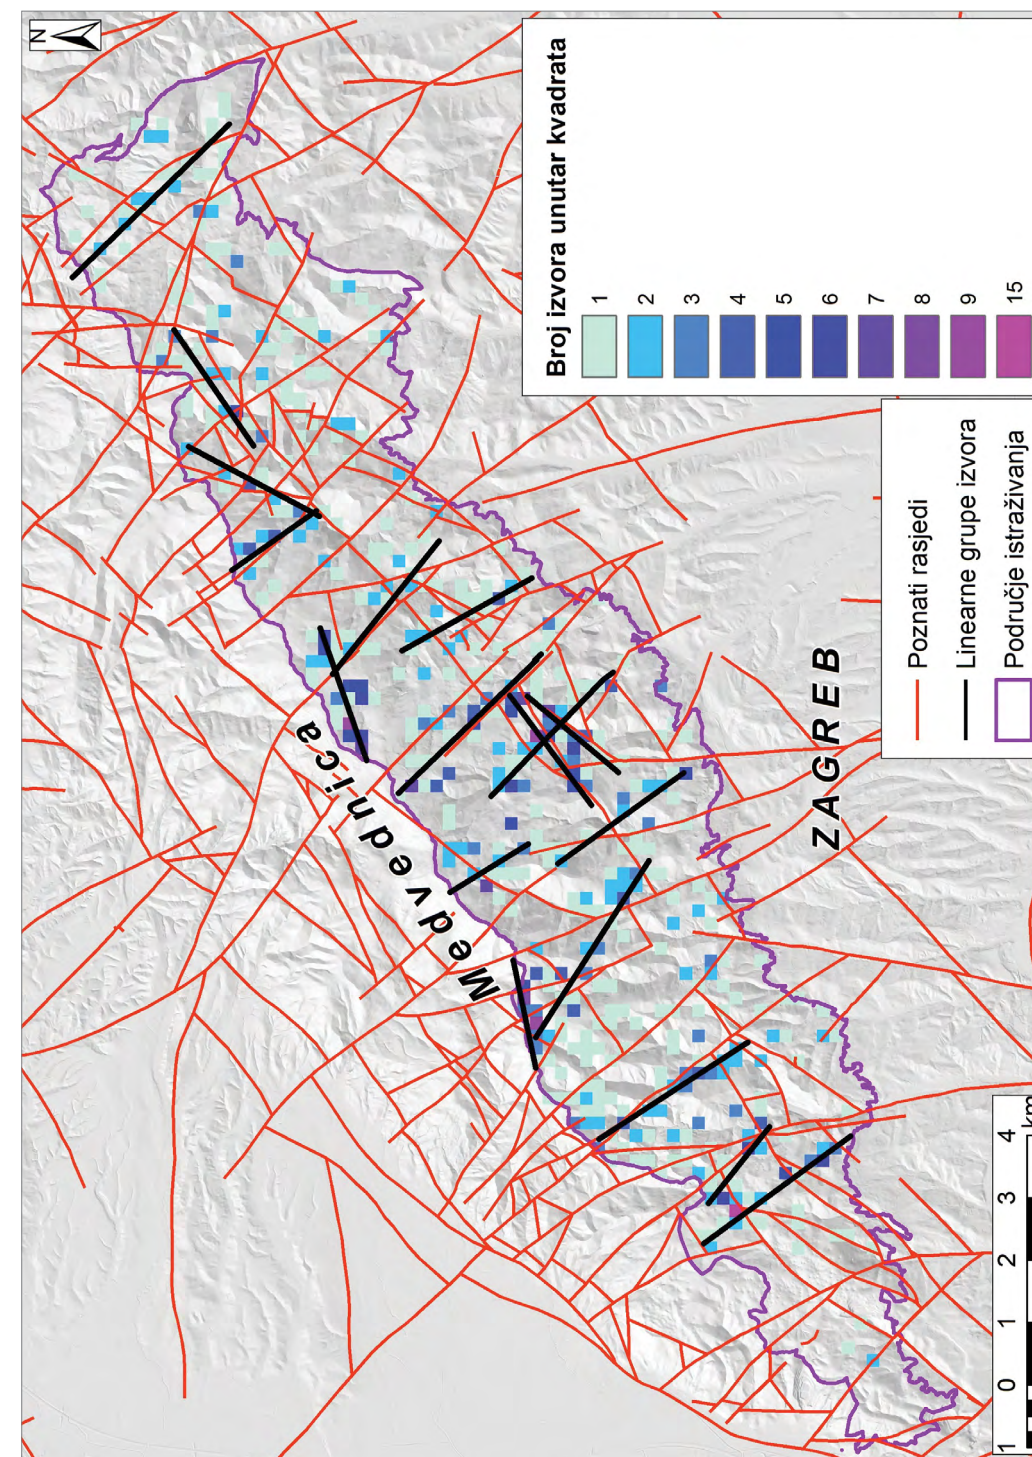 N
Medvednica
ZAGREB
Broj izvora unutar kvadrata
1
2
3
4
5
6
7
8
9
15
Poznati rasjedi
Linearne grupe izvora
Područje istraživanja
1 0 1 2 3 4
km